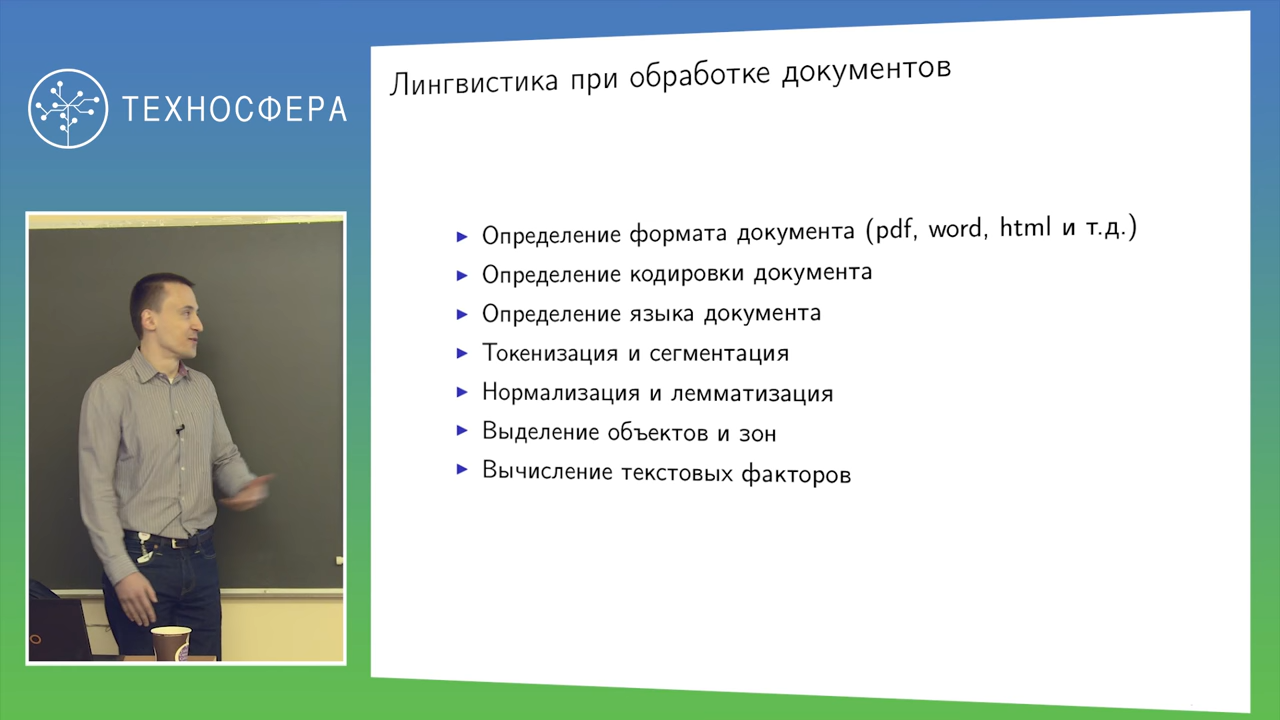 ТЕХНОСФЕРА
Лингвистика при обработке документов
Определение формата документа (pdf, word, html и т.д.)
Определение кодировки документа
Определение языка документа
Токенизация и сегментация
Нормализация и лемматизация
Выделение объектов и зон
Вычисление текстовых факторов